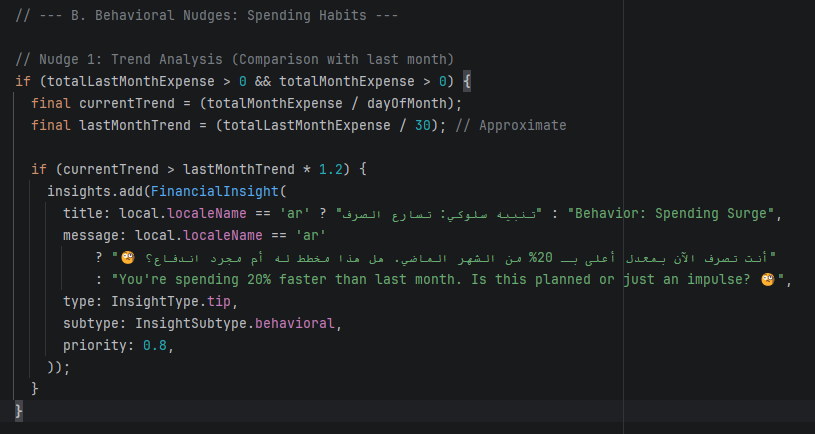 // --- B. Behavioral Nudges: Spending Habits ---
// Nudge 1: Trend Analysis (Comparison with last month)
if (totalLastMonthExpense > 0 && totalMonthExpense > 0) {
final currentTrend = (totalMonthExpense / dayOfMonth);
final lastMonthTrend = (totalLastMonthExpense / 30); // Approximate
if (currentTrend > lastMonthTrend * 1.2) {
insights.add(FinancialInsight(
title: local.localeName == 'ar' ? "تنبيه سلوكي: تسارع الصرف" : "Behavior: Spending Surge",
message: local.localeName == 'ar'
? "أنت تصرف الآن بمعدل أعلى بـ 20% من الشهر الماضي. هل هذا مخطط له أم مجرد اندفاع؟ 🧐"
: "You're spending 20% faster than last month. Is this planned or just an impulse? 🧐",
type: InsightType.tip,
subtype: InsightSubtype.behavioral,
priority: 0.8,
));
}
}